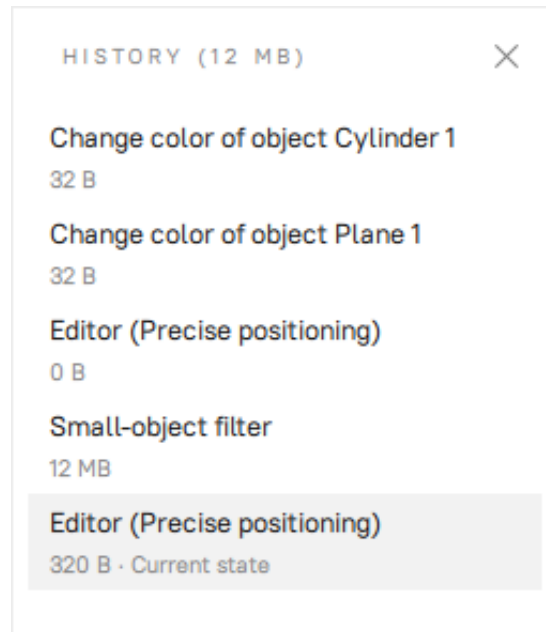 HISTORY (12 MB)
Change color of object Cylinder 1
32 B
Change color of object Plane 1
32 B
Editor (Precise positioning)
0 B
Small-object filter
12 MB
Editor (Precise positioning)
320 B · Current state